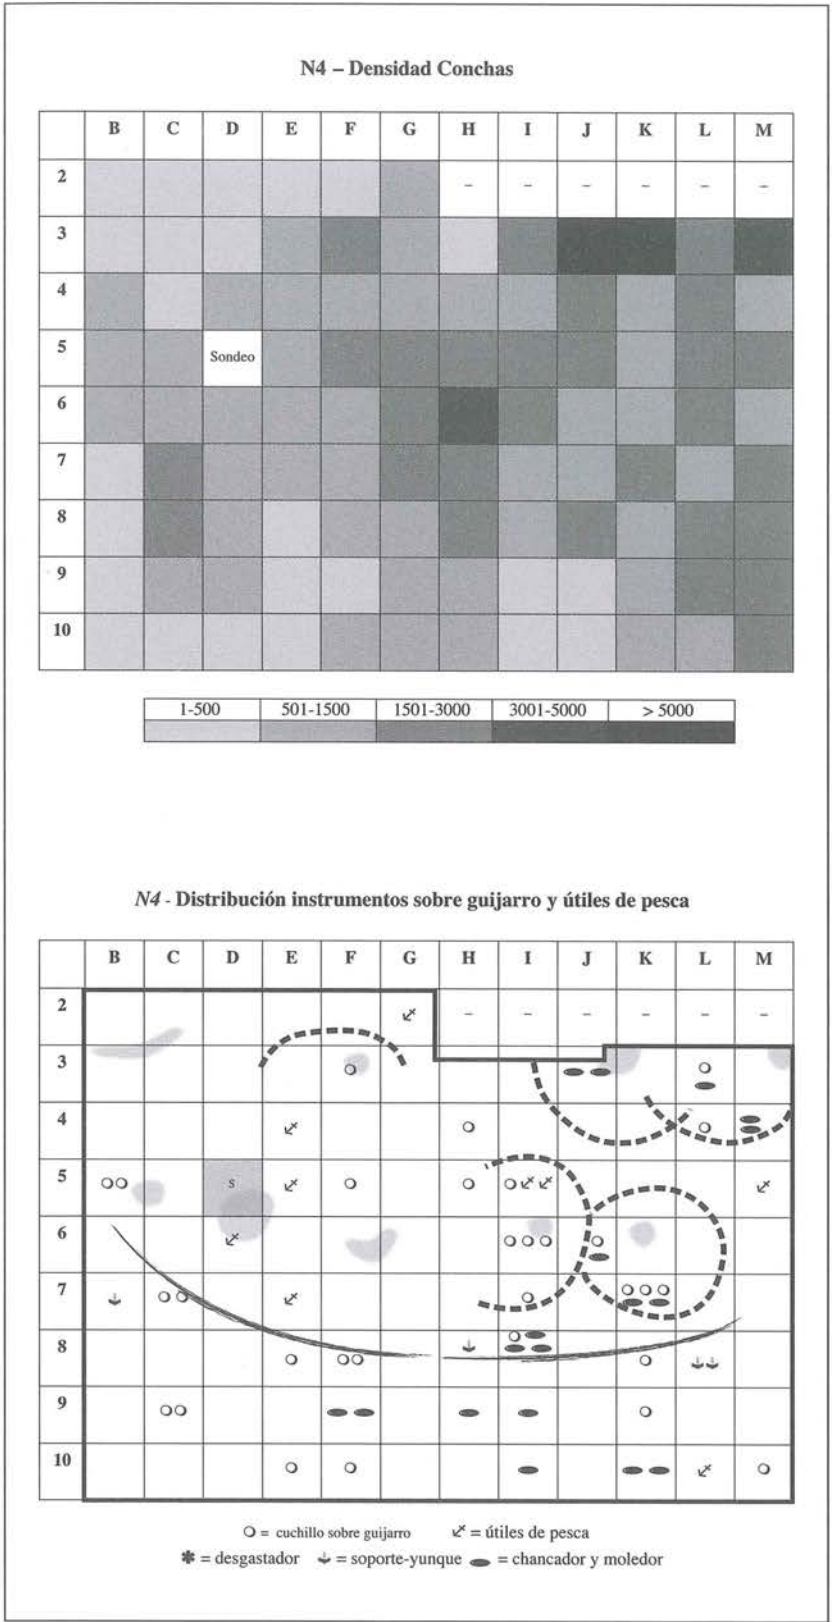 N4 – Densidad Conchas
B C D E F G H I J K L M
2 – – – – – –
3
4
5 Sondeo
6
7
8
9
10
1-500 501-1500 1501-3000 3001-5000 > 5000
N4 - Distribución instrumentos sobre guijarro y útiles de pesca
B C D E F G H I J K L M
2 – – – – – –
3
4
5 S
6
7
8
9
10
= cuchillo sobre guijarro = útiles de pesca
= desgastador = soporte-yunque = chancador y moledor